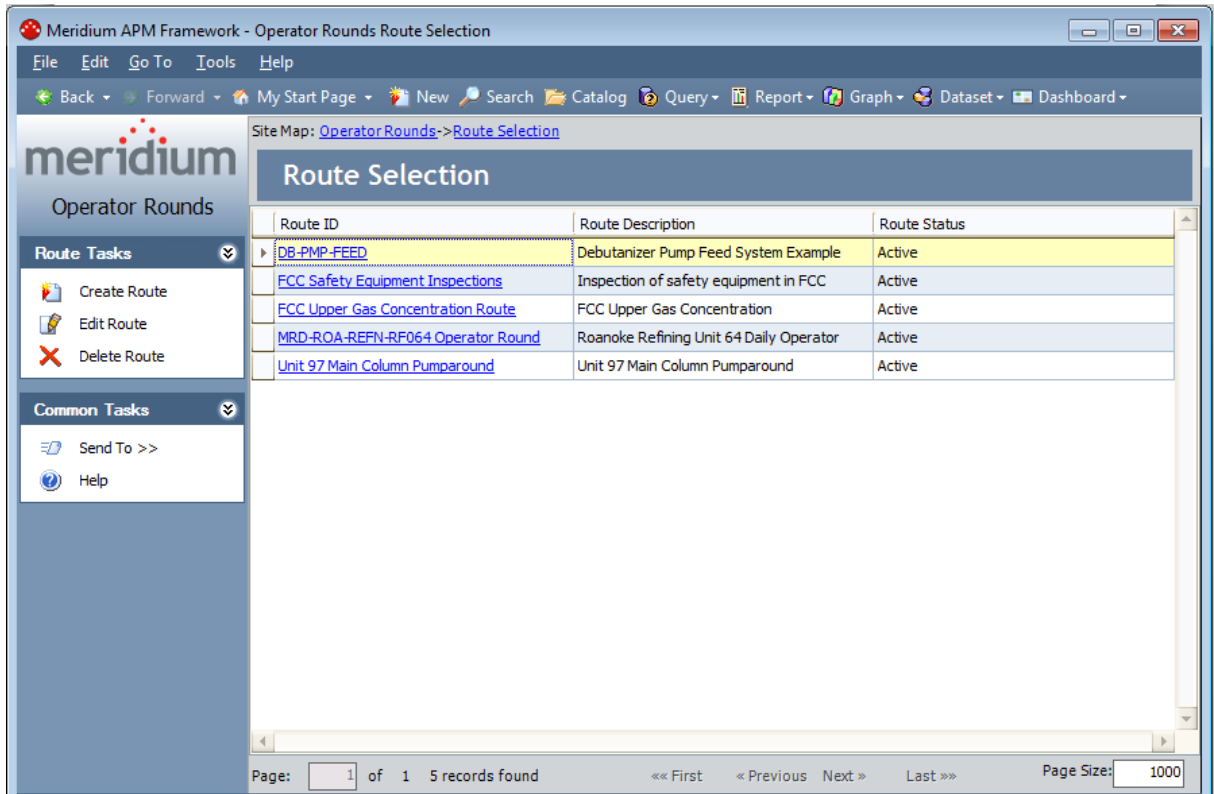 Meridium APM Framework - Operator Rounds Route Selection
File Edit Go To Tools Help
Back Forward My Start Page New Search Catalog Query Report Graph Dataset Dashboard
meridium
Operator Rounds
Route Tasks
Create Route
Edit Route
Delete Route
Common Tasks
Send To >>
Help
Site Map: Operator Rounds->Route Selection
Route Selection
Route ID Route Description Route Status
DB-PMP-FEED Debutanizer Pump Feed System Example Active
FCC Safety Equipment Inspections Inspection of safety equipment in FCC Active
FCC Upper Gas Concentration Route FCC Upper Gas Concentration Active
MRD-ROA-REFN-RF064 Operator Round Roanoke Refining Unit 64 Daily Operator Active
Unit 97 Main Column Pumparound Unit 97 Main Column Pumparound Active
Page: 1 of 1 5 records found «« First « Previous Next » Last »» Page Size: 1000